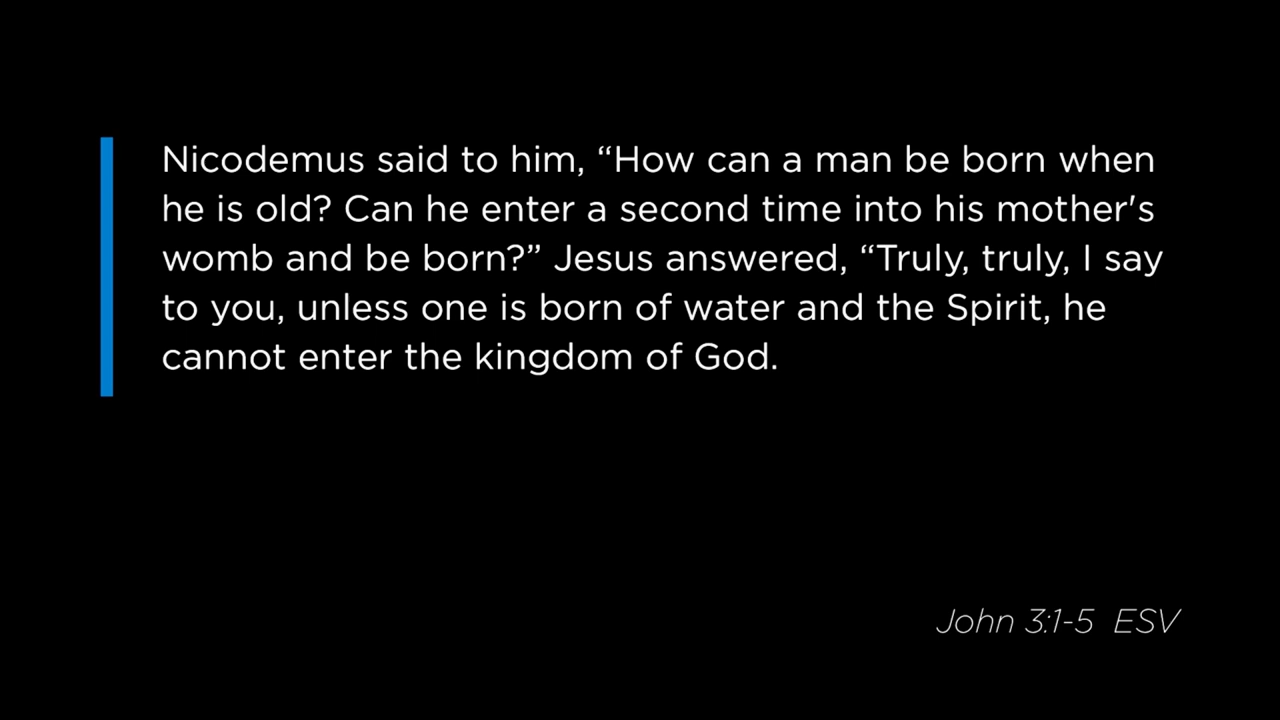 Nicodemus said to him, “How can a man be born when
he is old? Can he enter a second time into his mother's
womb and be born?” Jesus answered, “Truly, truly, I say
to you, unless one is born of water and the Spirit, he
cannot enter the kingdom of God.
John 3:1-5 ESV